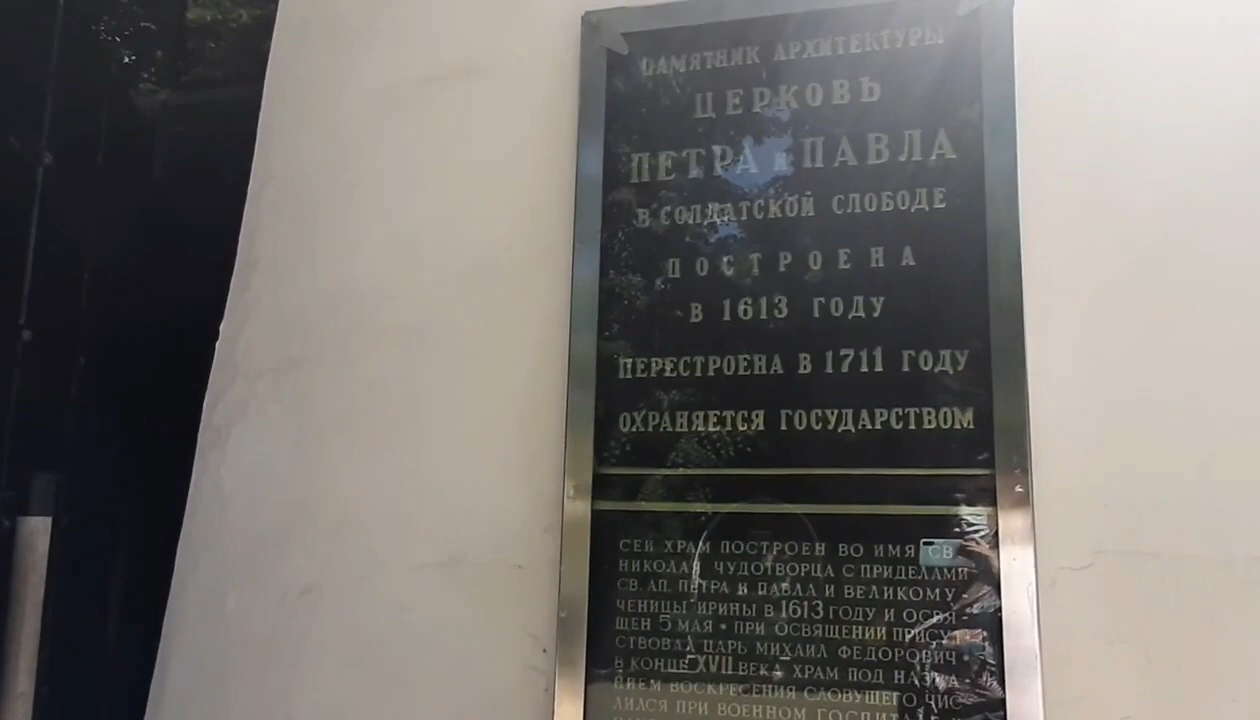 ПАМЯТНИК АРХИТЕКТУРЫ
ЦЕРКОВЬ
ПЕТРА и ПАВЛА
В СОЛДАТСКОЙ СЛОБОДЕ
ПОСТРОЕНА
В 1613 ГОДУ
ПЕРЕСТРОЕНА В 1711 ГОДУ
ОХРАНЯЕТСЯ ГОСУДАРСТВОМ
СЕЙ ХРАМ ПОСТРОЕН ВО ИМЯ СВ.
НИКОЛАЯ ЧУДОТВОРЦА С ПРИДЕЛАМИ
СВ. АП. ПЕТРА И ПАВЛА И ВЕЛИКОМУ-
ЧЕНИЦЫ ИРИНЫ В 1613 ГОДУ И ОСВЯ-
ЩЕН 5 МАЯ • ПРИ ОСВЯЩЕНИИ ПРИСУТ-
СТВОВАЛ ЦАРЬ МИХАИЛ ФЕДОРОВИЧ •
В КОНЦЕ XVII ВЕКА ХРАМ ПОД НАЗВА-
НИЕМ ВОСКРЕСЕНИЯ СЛОВУЩЕГО ЧИС-
ЛИЛСЯ ПРИ ВОЕННОМ